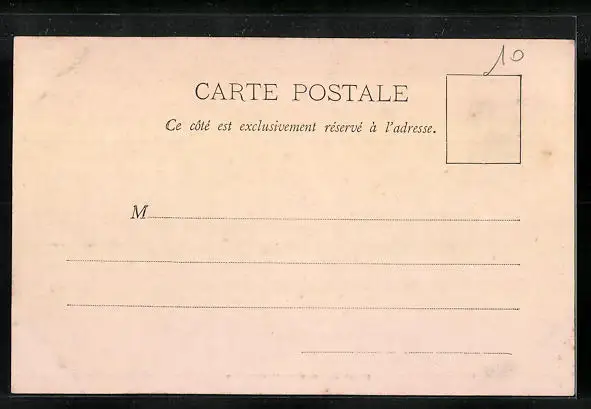 10
CARTE POSTALE
Ce côté est exclusivement réservé à l'adresse.
M